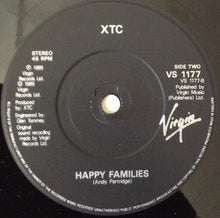 XTC
STEREO
45 RPM
SIDE TWO
VS 1177
VS 1177-B
℗ 1989
Virgin
Records Ltd.
© 1989
Virgin
Records Ltd.
Published by
Virgin Music
(Publishers) Ltd.
Produced by:
XTC
Engineered by:
Glen Tommey
Original sound
recording made by
Virgin Records Ltd.
Virgin
HAPPY FAMILIES
(Andy Partridge)